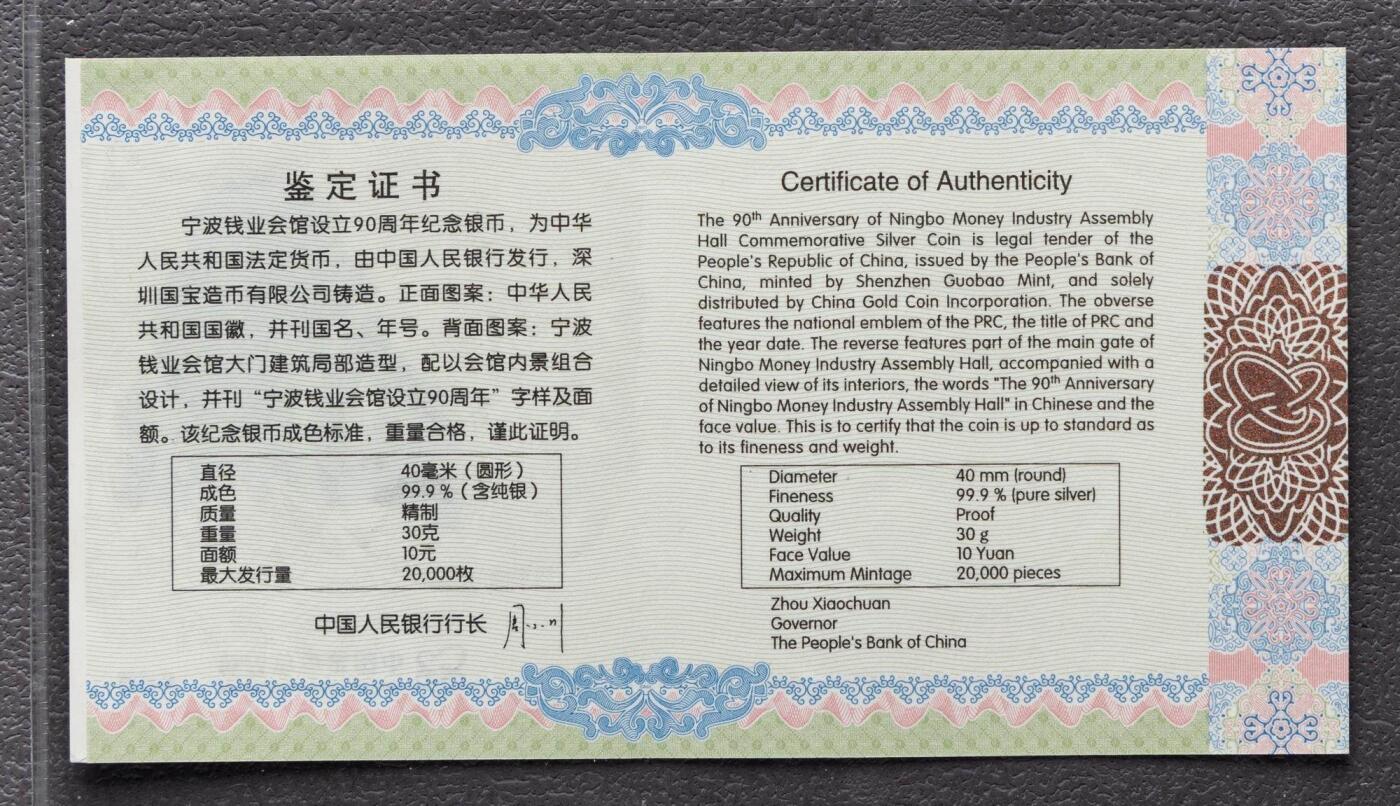 鉴定证书
宁波钱业会馆设立90周年纪念银币，为中华
人民共和国法定货币，由中国人民银行发行，深
圳国宝造币有限公司铸造。正面图案：中华人民
共和国国徽，并刊国名、年号。背面图案：宁波
钱业会馆大门建筑局部造型，配以会馆内景组合
设计，并刊“宁波钱业会馆设立90周年”字样及面
额。该纪念银币成色标准，重量合格，谨此证明。
直径 40毫米（圆形）
成色 99.9％（含纯银）
质量 精制
重量 30克
面额 10元
最大发行量 20,000枚
中国人民银行行长
Certificate of Authenticity
The 90th Anniversary of Ningbo Money Industry Assembly
Hall Commemorative Silver Coin is legal tender of the
People's Republic of China, issued by the People's Bank of
China, minted by Shenzhen Guobao Mint, and solely
distributed by China Gold Coin Incorporation. The obverse
features the national emblem of the PRC, the title of PRC and
the year date. The reverse features part of the main gate of
Ningbo Money Industry Assembly Hall, accompanied with a
detailed view of its interiors, the words "The 90th Anniversary
of Ningbo Money Industry Assembly Hall" in Chinese and the
face value. This is to certify that the coin is up to standard as
to its fineness and weight.
Diameter 40 mm (round)
Fineness 99.9 % (pure silver)
Quality Proof
Weight 30 g
Face Value 10 Yuan
Maximum Mintage 20,000 pieces
Zhou Xiaochuan
Governor
The People's Bank of China